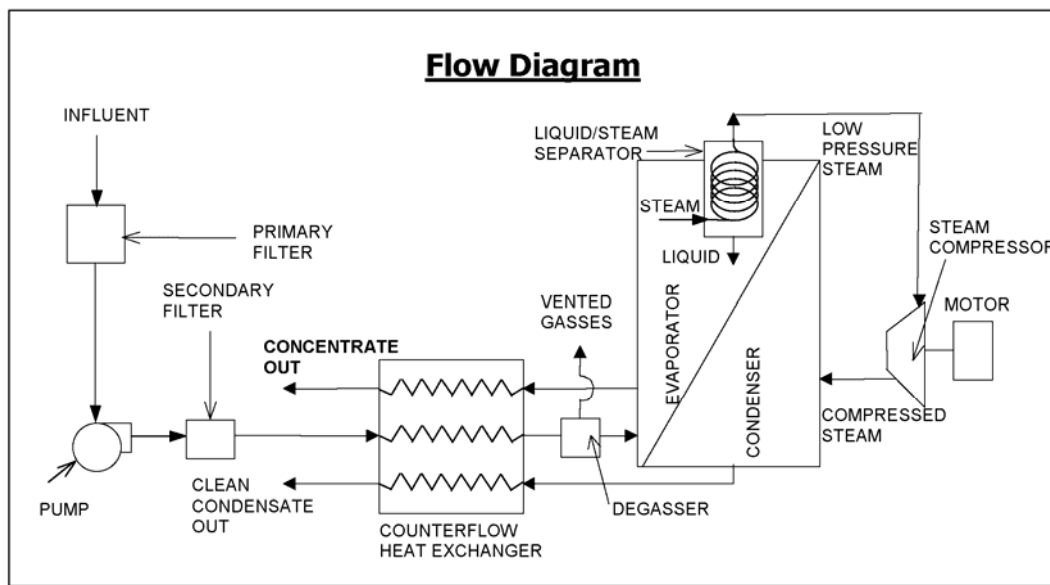 Flow Diagram
INFLUENT
PRIMARY
FILTER
SECONDARY
FILTER
PUMP
CLEAN
CONDENSATE
OUT
CONCENTRATE
OUT
COUNTERFLOW
HEAT EXCHANGER
VENTED
GASSES
DEGASSER
LIQUID/STEAM
SEPARATOR
STEAM
LIQUID
EVAPORATOR
CONDENSER
LOW
PRESSURE
STEAM
STEAM
COMPRESSOR
MOTOR
COMPRESSED
STEAM